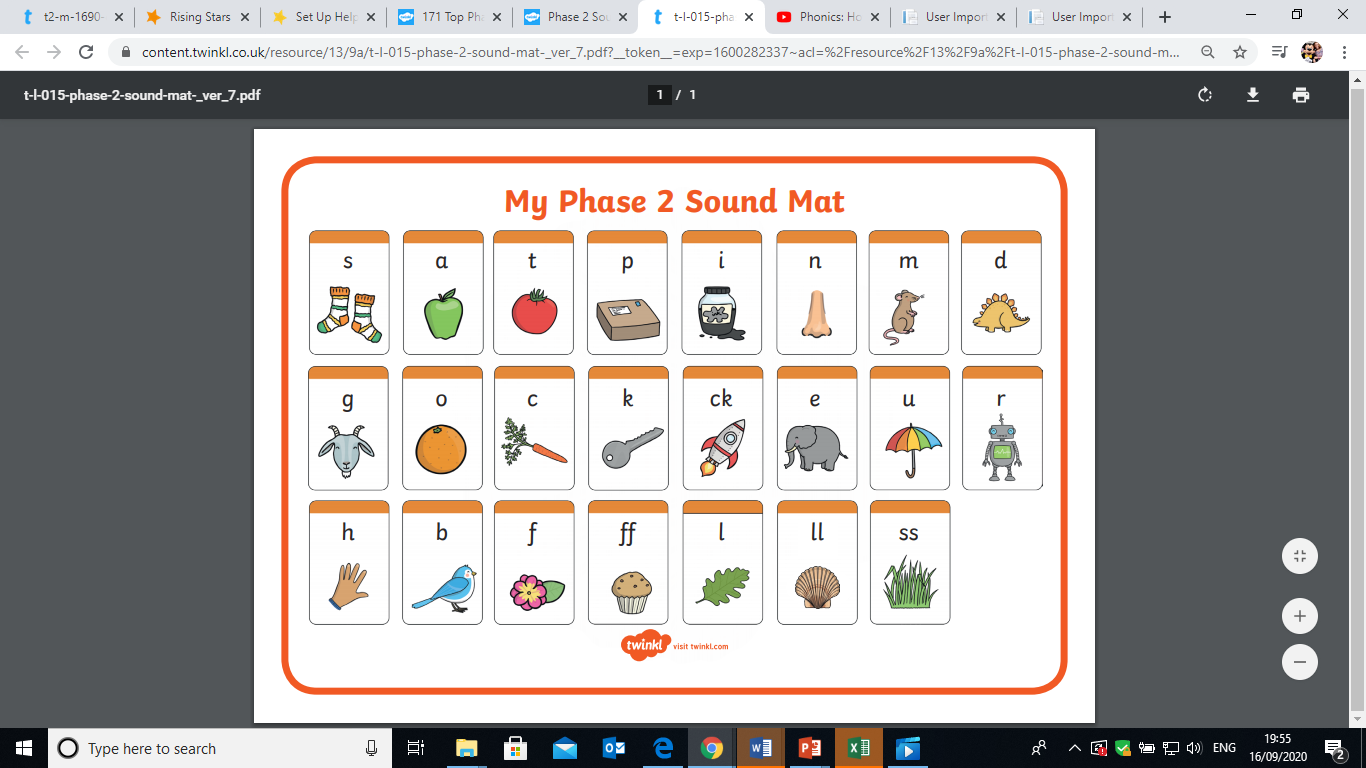 t2-m-1690-
Rising Stars
Set Up Help
171 Top Pha
Phase 2 Sou
t-l-015-pha
Phonics: Ho
User Import
User Import
content.twinkl.co.uk/resource/13/9a/t-l-015-phase-2-sound-mat-_ver_7.pdf?__token__=exp=1600282337~acl=%2Fresource%2F13%2F9a%2Ft-l-015-phase-2-sound-m...
t-l-015-phase-2-sound-mat-_ver_7.pdf
1 / 1
My Phase 2 Sound Mat
s a t p i n m d
g o c k ck e u r
h b f ff l ll ss
twinkl visit twinkl.com
Type here to search
ENG
19:55
16/09/2020
2